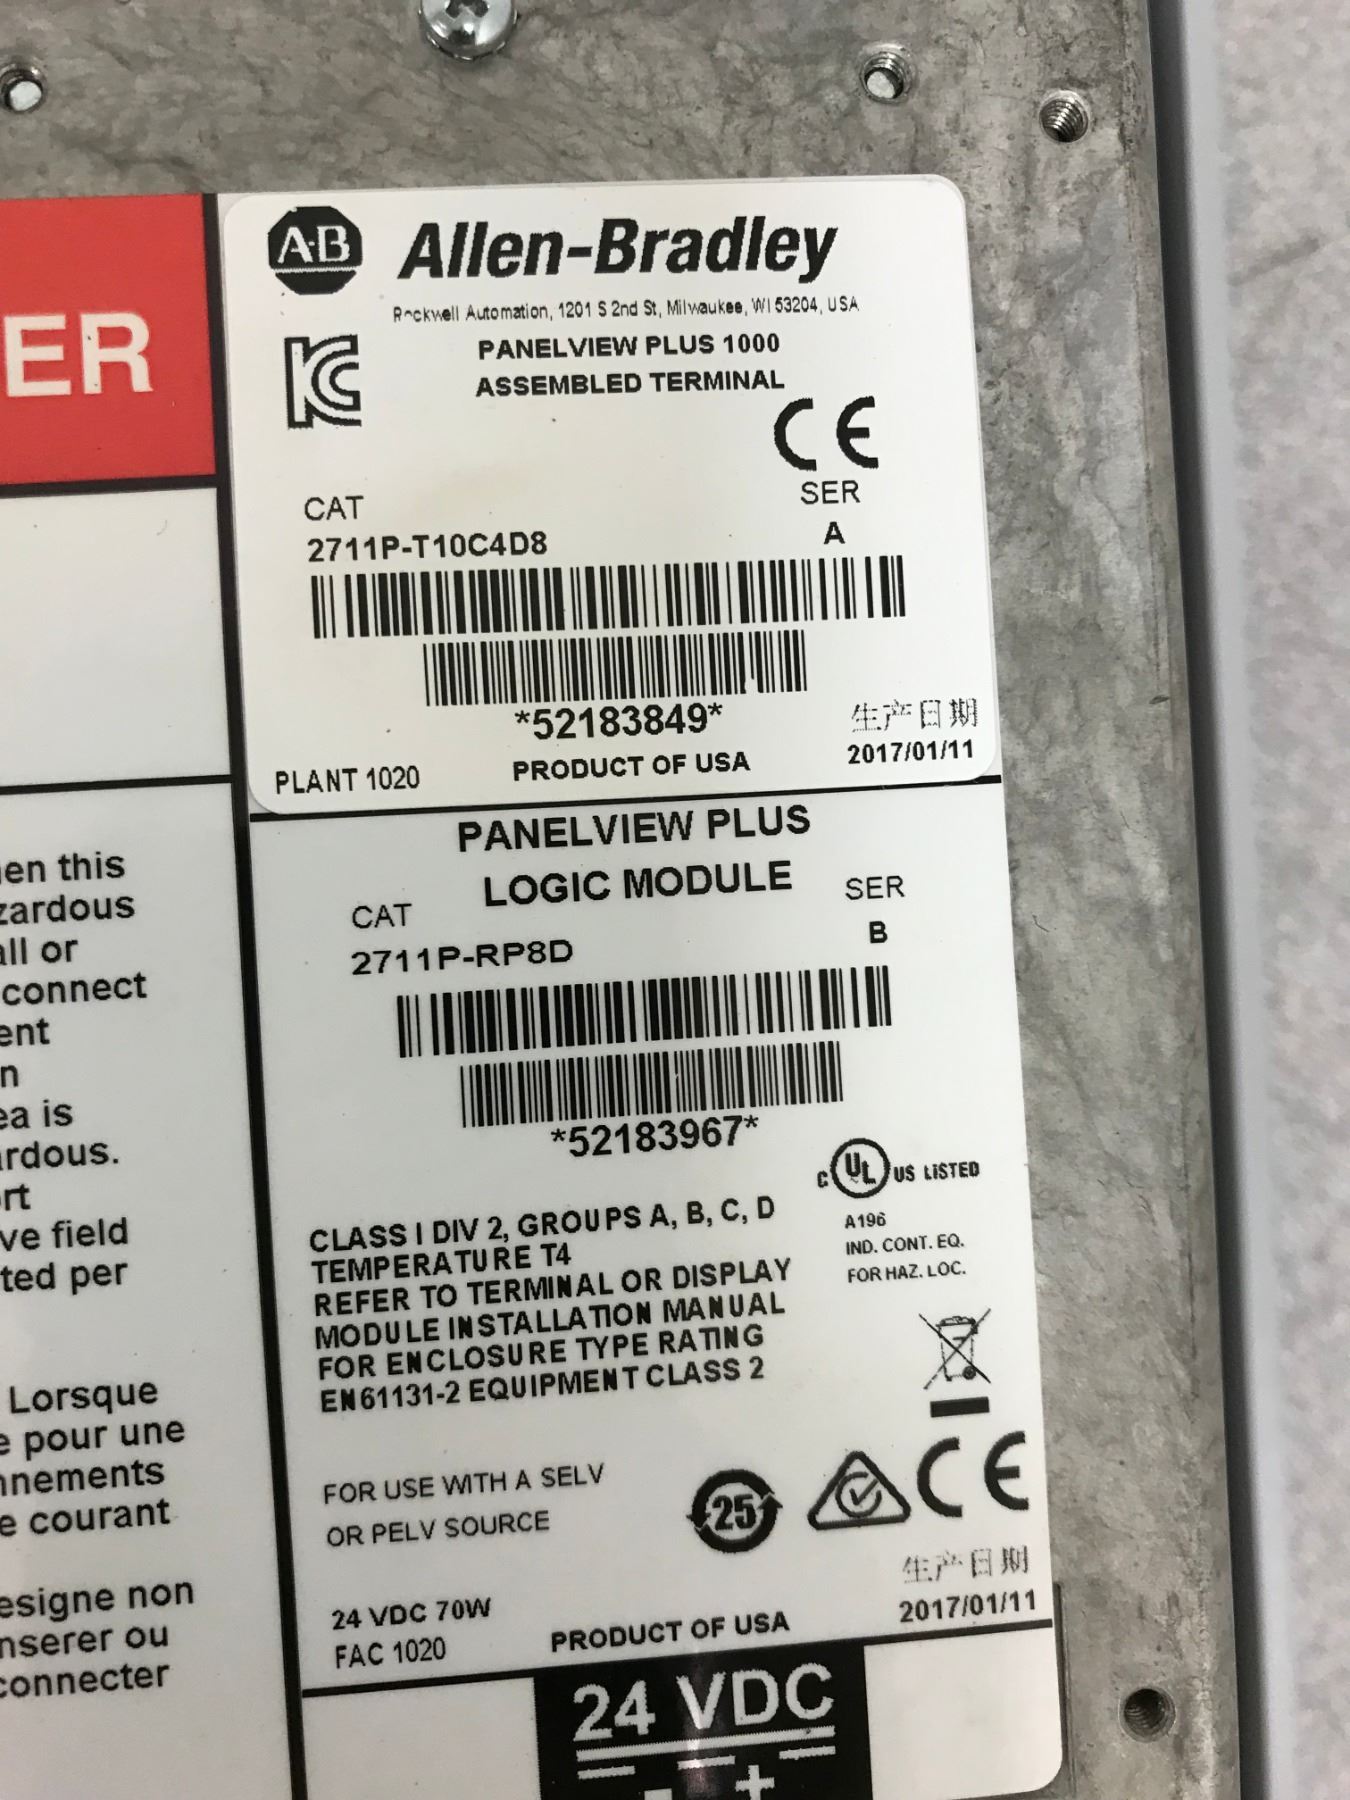 ER
en this
zardous
all or
connect
ent
n
ea is
ardous.
ort
ve field
ted per
Lorsque
e pour une
nnements
e courant
esigne non
nserer ou
connecter
A-B Allen-Bradley
Rockwell Automation, 1201 S 2nd St, Milwaukee, WI 53204, USA
PANELVIEW PLUS 1000
ASSEMBLED TERMINAL
CE
CAT
SER
2711P-T10C4D8
A
*52183849*
生产日期
PLANT 1020
PRODUCT OF USA
2017/01/11
PANELVIEW PLUS
LOGIC MODULE
CAT
SER
2711P-RP8D
B
*52183967*
C UL US LISTED
A196
IND. CONT. EQ.
FOR HAZ. LOC.
CLASS I DIV 2, GROUPS A, B, C, D
TEMPERATURE T4
REFER TO TERMINAL OR DISPLAY
MODULE INSTALLATION MANUAL
FOR ENCLOSURE TYPE RATING
EN61131-2 EQUIPMENT CLASS 2
FOR USE WITH A SELV
OR PELV SOURCE
25
CE
生产日期
24 VDC 70W
FAC 1020
PRODUCT OF USA
2017/01/11
24 VDC
- +